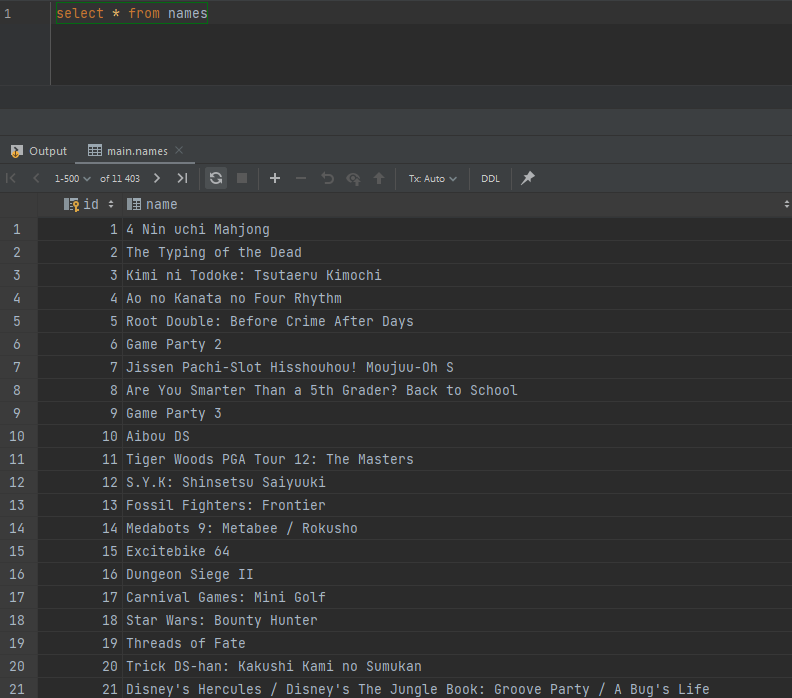 1 select * from names
Output main.names
1-500 of 11 403 Tx: Auto DDL
id name
1 1 4 Nin uchi Mahjong
2 2 The Typing of the Dead
3 3 Kimi ni Todoke: Tsutaeru Kimochi
4 4 Ao no Kanata no Four Rhythm
5 5 Root Double: Before Crime After Days
6 6 Game Party 2
7 7 Jissen Pachi-Slot Hisshouhou! Moujuu-Oh S
8 8 Are You Smarter Than a 5th Grader? Back to School
9 9 Game Party 3
10 10 Aibou DS
11 11 Tiger Woods PGA Tour 12: The Masters
12 12 S.Y.K: Shinsetsu Saiyuuki
13 13 Fossil Fighters: Frontier
14 14 Medabots 9: Metabee / Rokusho
15 15 Excitebike 64
16 16 Dungeon Siege II
17 17 Carnival Games: Mini Golf
18 18 Star Wars: Bounty Hunter
19 19 Threads of Fate
20 20 Trick DS-han: Kakushi Kami no Sumukan
21 21 Disney's Hercules / Disney's The Jungle Book: Groove Party / A Bug's Life